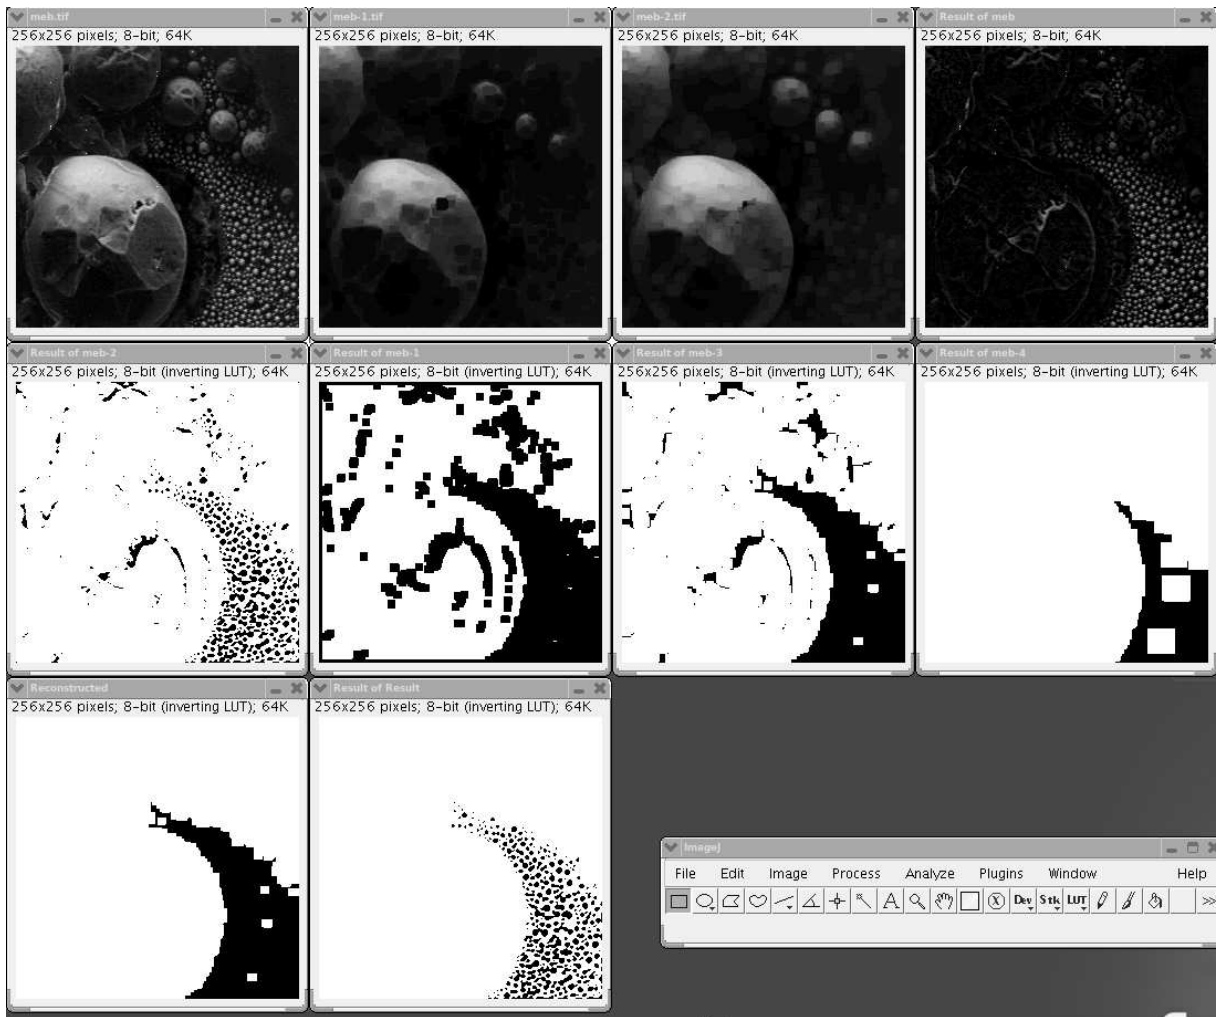 meb.tif
256x256 pixels; 8-bit; 64K
meb-1.tif
256x256 pixels; 8-bit; 64K
meb-2.tif
256x256 pixels; 8-bit; 64K
Result of meb
256x256 pixels; 8-bit; 64K
Result of meb-2
256x256 pixels; 8-bit (inverting LUT); 64K
Result of meb-1
256x256 pixels; 8-bit (inverting LUT); 64K
Result of meb-3
256x256 pixels; 8-bit (inverting LUT); 64K
Result of meb-4
256x256 pixels; 8-bit (inverting LUT); 64K
Reconstructed
256x256 pixels; 8-bit (inverting LUT); 64K
Result of Result
256x256 pixels; 8-bit (inverting LUT); 64K
ImageJ
File Edit Image Process Analyze Plugins Window Help
A Dev Stk LUT >>